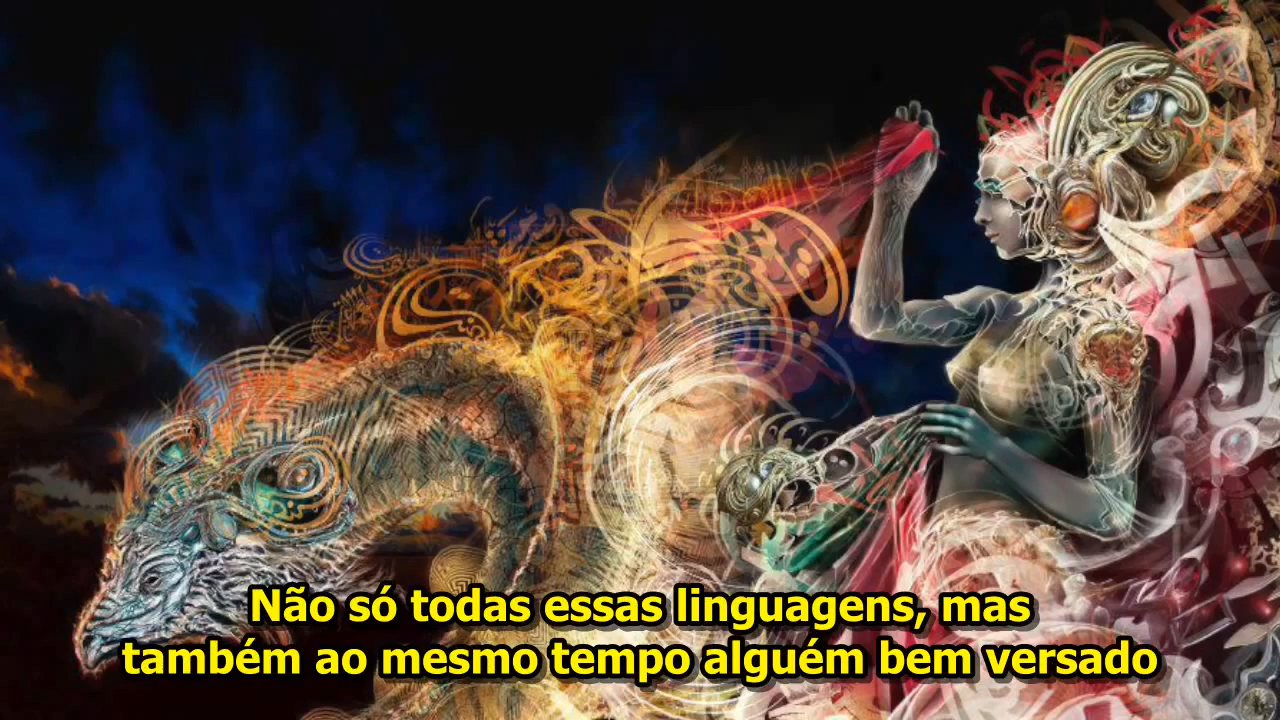 Não só todas essas linguagens, mas
também ao mesmo tempo alguém bem versado